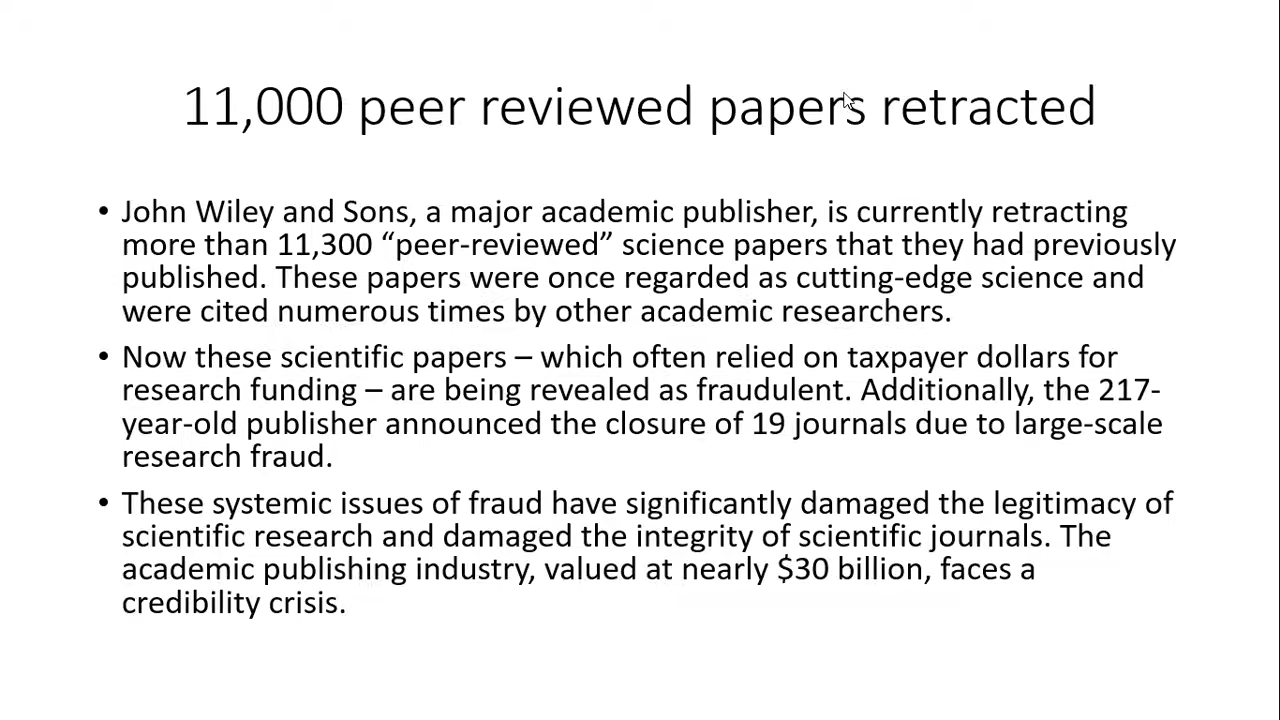 11,000 peer reviewed papers retracted
• John Wiley and Sons, a major academic publisher, is currently retracting
more than 11,300 “peer-reviewed” science papers that they had previously
published. These papers were once regarded as cutting-edge science and
were cited numerous times by other academic researchers.
• Now these scientific papers – which often relied on taxpayer dollars for
research funding – are being revealed as fraudulent. Additionally, the 217-
year-old publisher announced the closure of 19 journals due to large-scale
research fraud.
• These systemic issues of fraud have significantly damaged the legitimacy of
scientific research and damaged the integrity of scientific journals. The
academic publishing industry, valued at nearly $30 billion, faces a
credibility crisis.